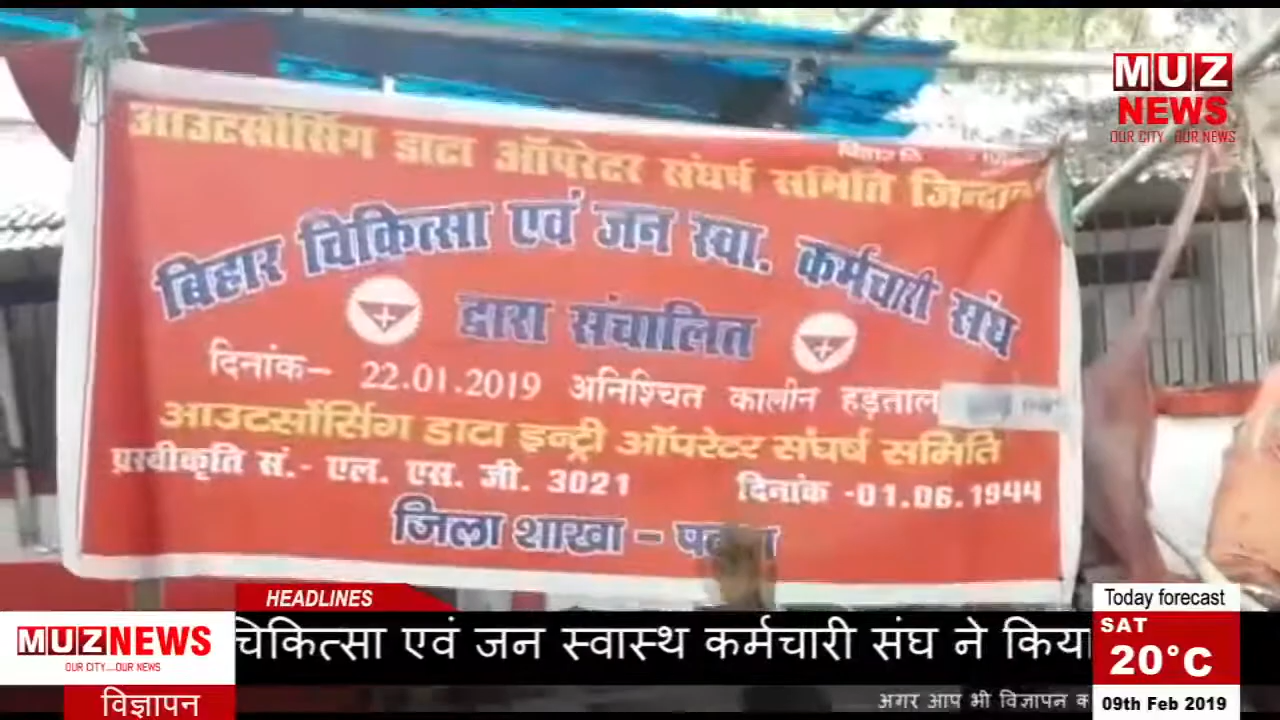 आउटसोर्सिंग डाटा ऑपरेटर संघर्ष समिति
बिहार चिकित्सा एवं जन स्वा. कर्मचारी संघ
द्वारा संचालित
दिनांक– 22.01.2019 अनिश्चित कालीन हड़ताल
आउटसोर्सिंग डाटा इन्ट्री ऑपरेटर संघर्ष समिति
प्रस्वीकृति सं.- एल. एस. जी. 3021 दिनांक -01.06.1944
जिला शाखा –
MUZ
NEWS
OUR CITY...OUR NEWS
HEADLINES
MUZNEWS
OUR CITY....OUR NEWS
चिकित्सा एवं जन स्वास्थ कर्मचारी संघ ने किया
विज्ञापन
अगर आप भी विज्ञापन
Today forecast
SAT
20°C
09th Feb 2019